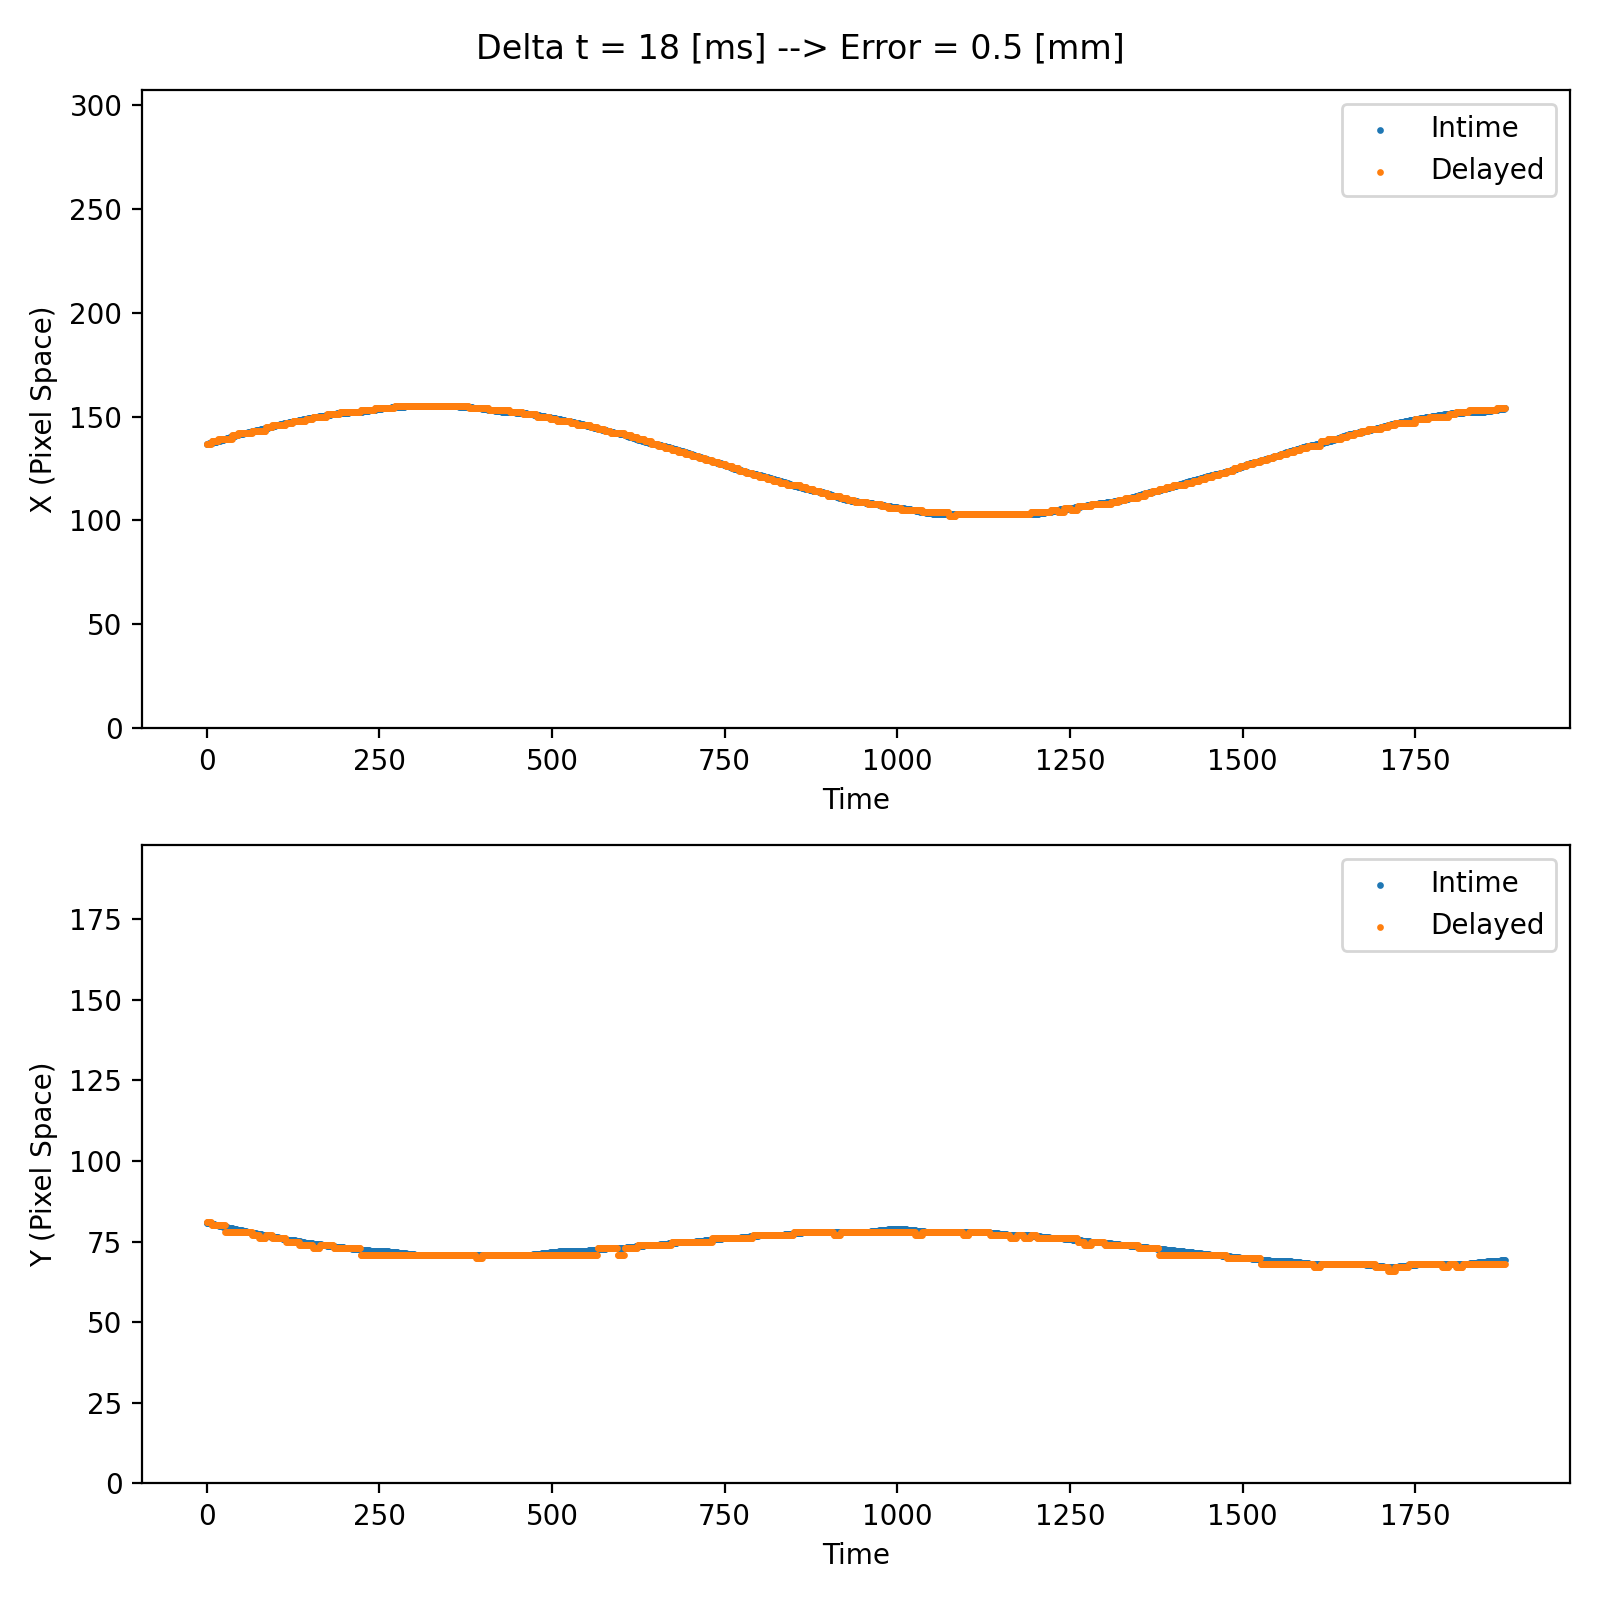 Delta t = 18 [ms] --> Error = 0.5 [mm]
300
250
200
150
100
50
0
X (Pixel Space)
Intime
Delayed
0 250 500 750 1000 1250 1500 1750
Time
175
150
125
100
75
50
25
0
Y (Pixel Space)
Intime
Delayed
0 250 500 750 1000 1250 1500 1750
Time